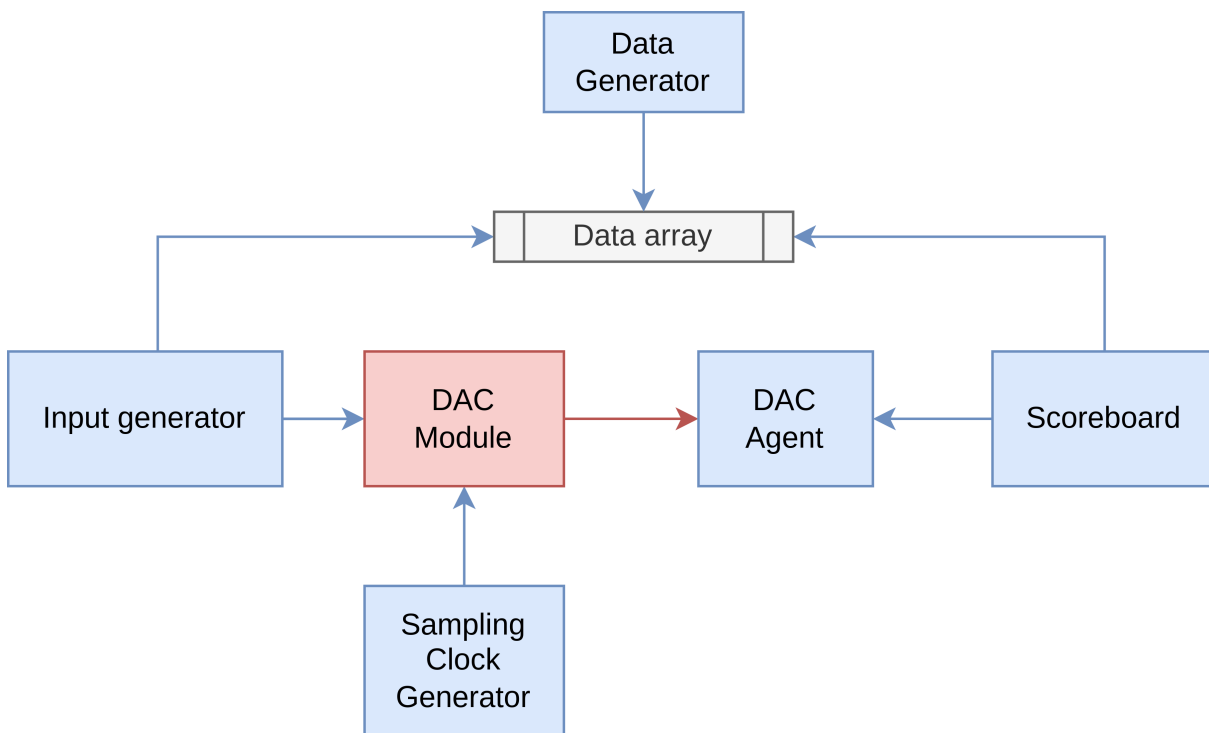 Data
Generator
Data array
Input generator
DAC
Module
DAC
Agent
Scoreboard
Sampling
Clock
Generator